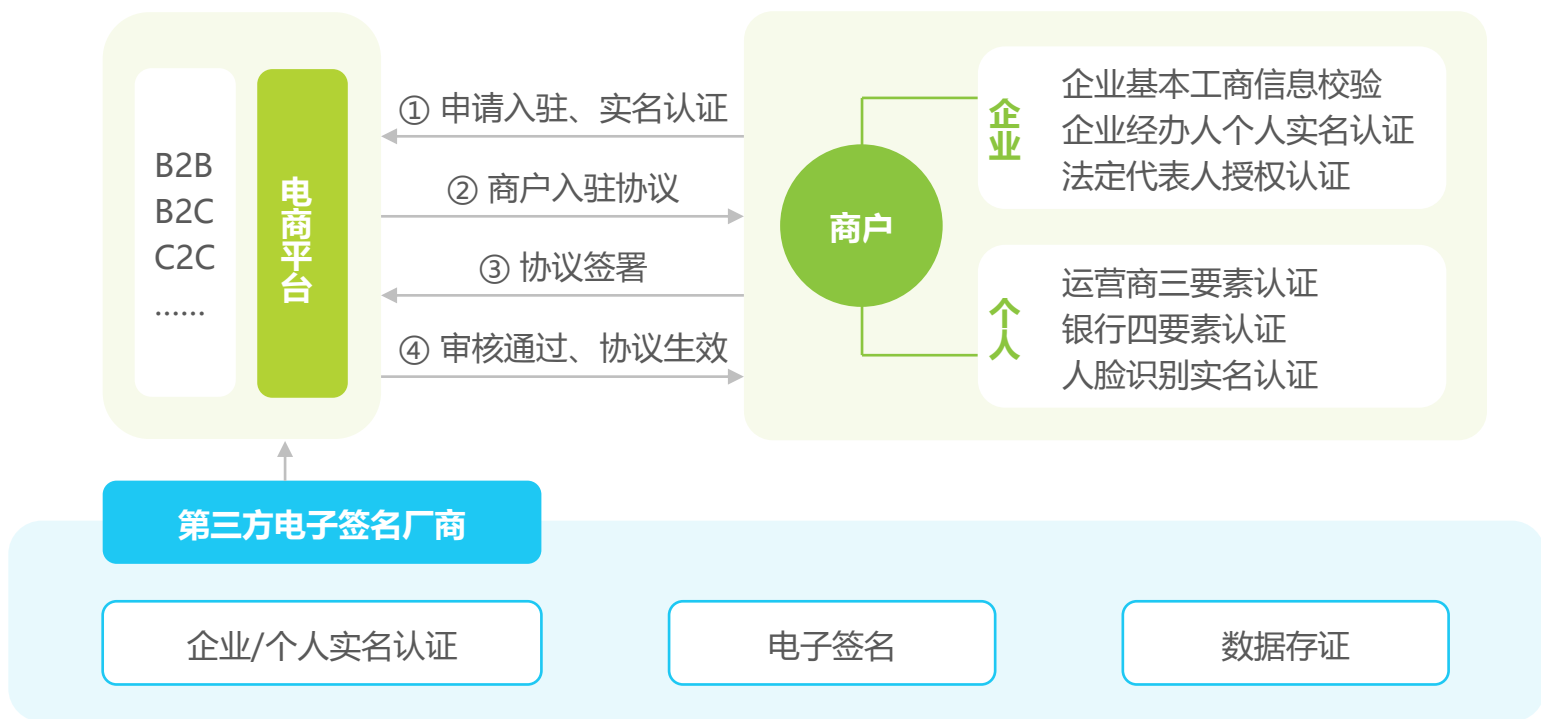 B2B
B2C
C2C
......
电商平台
① 申请入驻、实名认证
② 商户入驻协议
③ 协议签署
④ 审核通过、协议生效
商户
企业
企业基本工商信息校验
企业经办人个人实名认证
法定代表人授权认证
个人
运营商三要素认证
银行四要素认证
人脸识别实名认证
第三方电子签名厂商
企业/个人实名认证
电子签名
数据存证